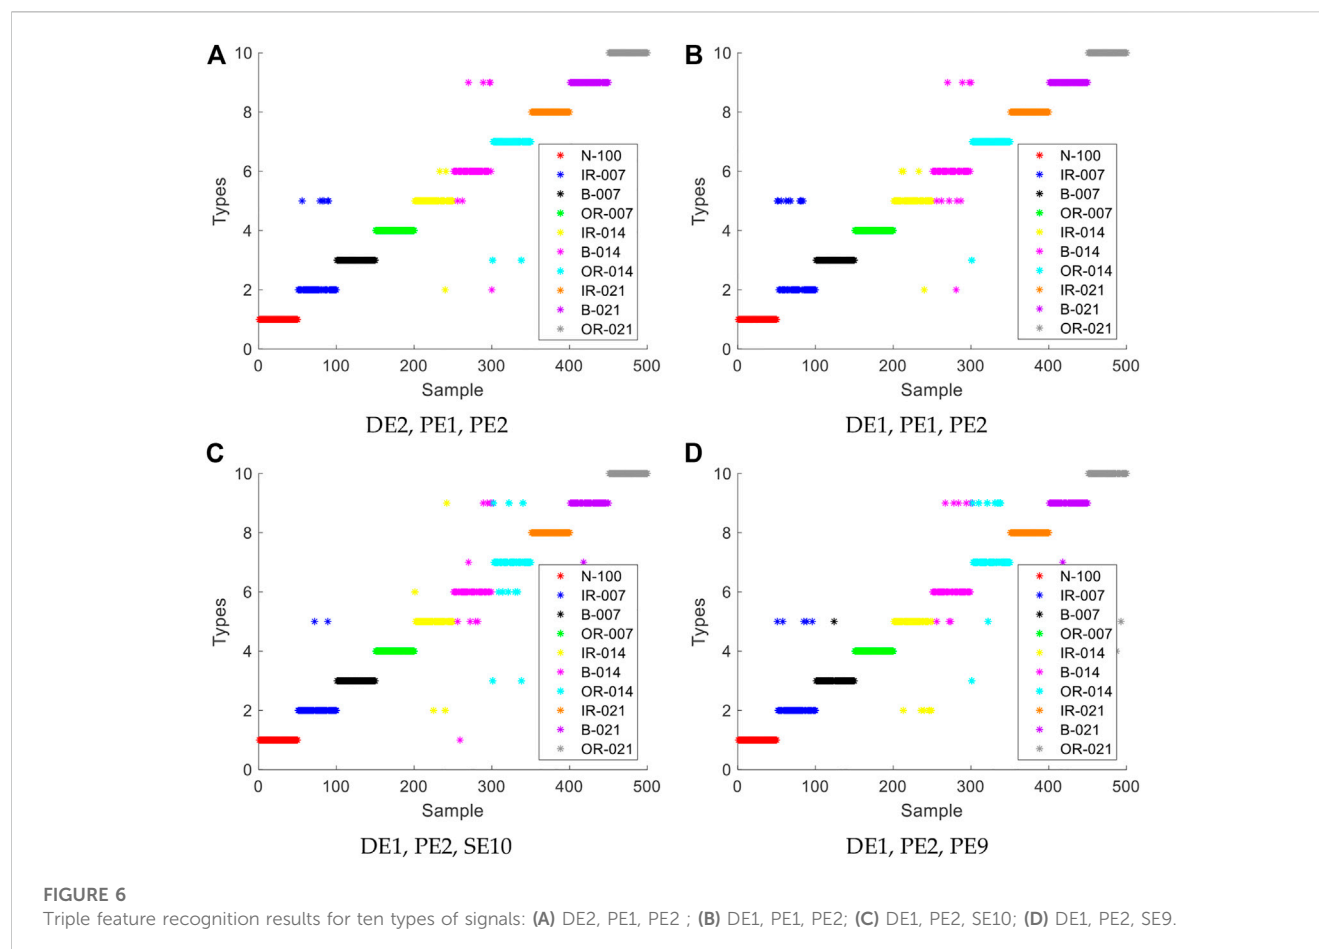 A
10
8
6
4
2
0
Types
0 100 200 300 400 500
Sample
N-100
IR-007
B-007
OR-007
IR-014
B-014
OR-014
IR-021
B-021
OR-021
DE2, PE1, PE2
B
10
8
6
4
2
0
Types
0 100 200 300 400 500
Sample
N-100
IR-007
B-007
OR-007
IR-014
B-014
OR-014
IR-021
B-021
OR-021
DE1, PE1, PE2
C
10
8
6
4
2
0
Types
0 100 200 300 400 500
Sample
N-100
IR-007
B-007
OR-007
IR-014
B-014
OR-014
IR-021
B-021
OR-021
DE1, PE2, SE10
D
10
8
6
4
2
0
Types
0 100 200 300 400 500
Sample
N-100
IR-007
B-007
OR-007
IR-014
B-014
OR-014
IR-021
B-021
OR-021
DE1, PE2, PE9
FIGURE 6
Triple feature recognition results for ten types of signals: (A) DE2, PE1, PE2 ; (B) DE1, PE1, PE2; (C) DE1, PE2, SE10; (D) DE1, PE2, SE9.